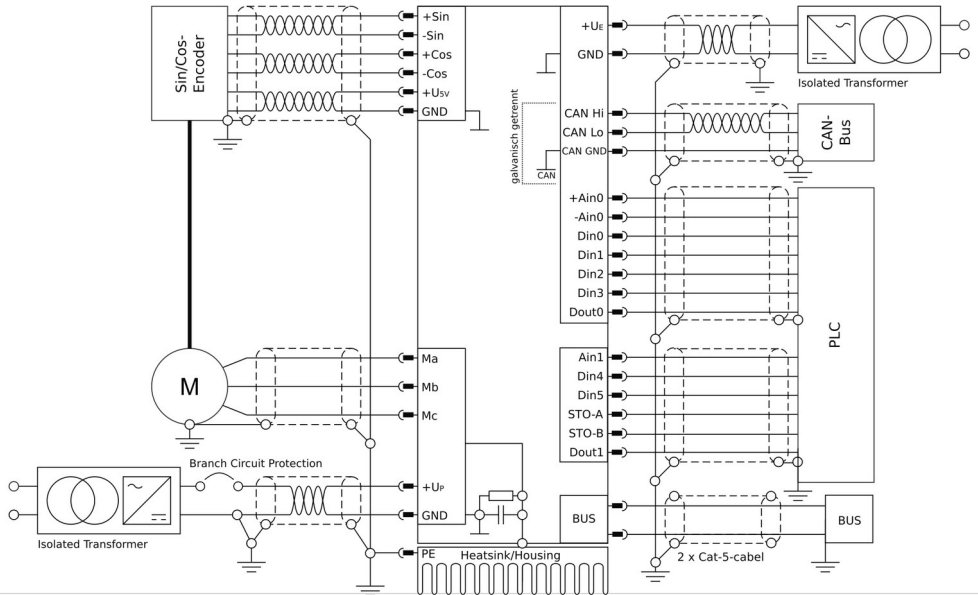 Sin/Cos-
Encoder
+Sin
-Sin
+Cos
-Cos
+U5V
GND
M
Ma
Mb
Mc
Branch Circuit Protection
Isolated Transformer
+UP
GND
PE
Heatsink/Housing
galvanisch getrennt
CAN
+UE
GND
CAN Hi
CAN Lo
CAN GND
+Ain0
-Ain0
Din0
Din1
Din2
Din3
Dout0
Ain1
Din4
Din5
STO-A
STO-B
Dout1
BUS
Isolated Transformer
CAN-
Bus
PLC
BUS
2 x Cat-5-cabel